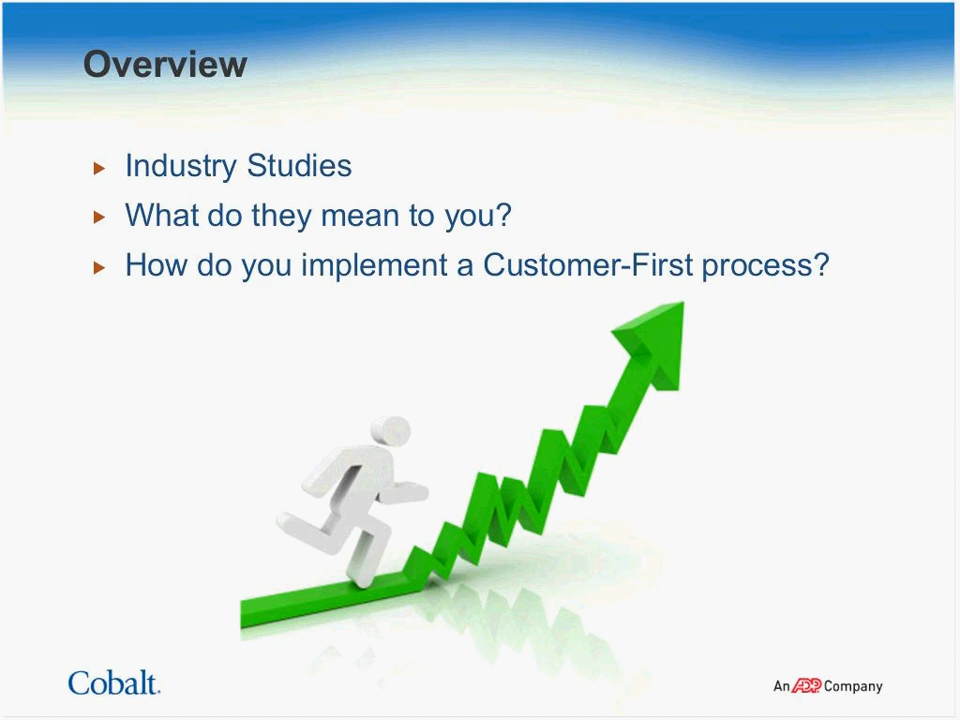 Overview
Industry Studies
What do they mean to you?
How do you implement a Customer-First process?
Cobalt.
An ADP Company